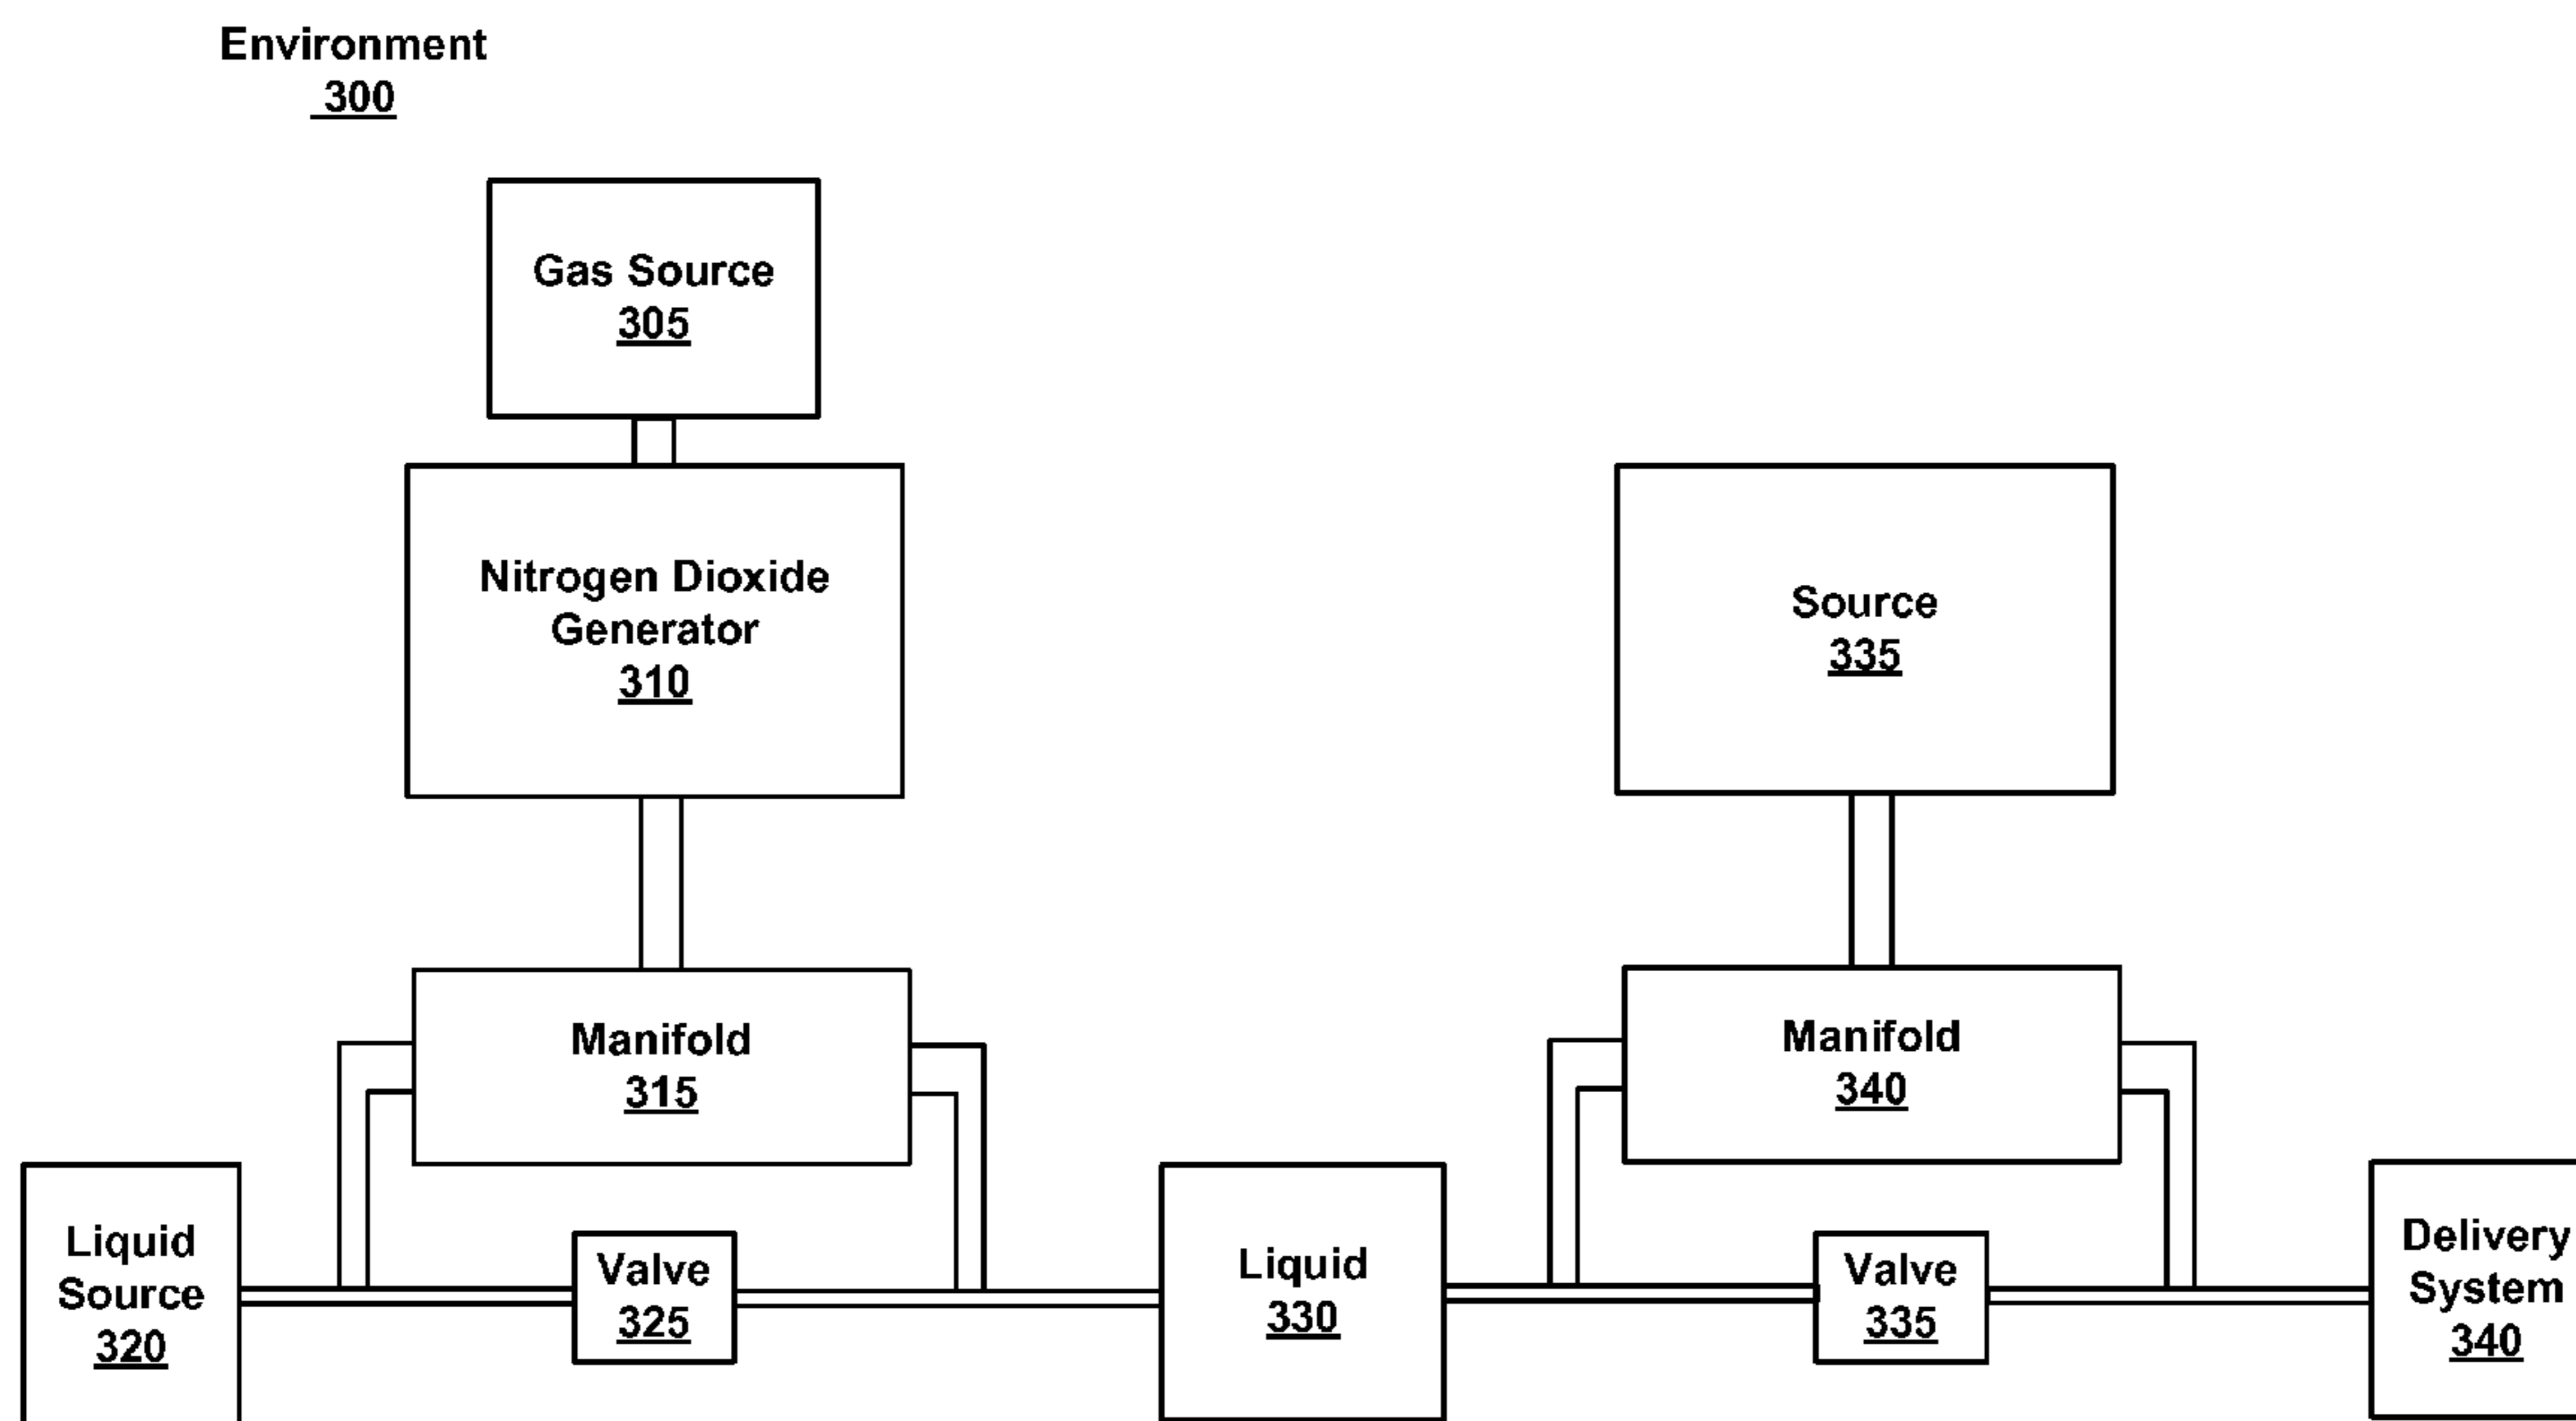 Environment
300
Gas Source
305
Nitrogen Dioxide
Generator
310
Source
335
Manifold
315
Manifold
340
Liquid
Source
320
Valve
325
Liquid
330
Valve
335
Delivery
System
340